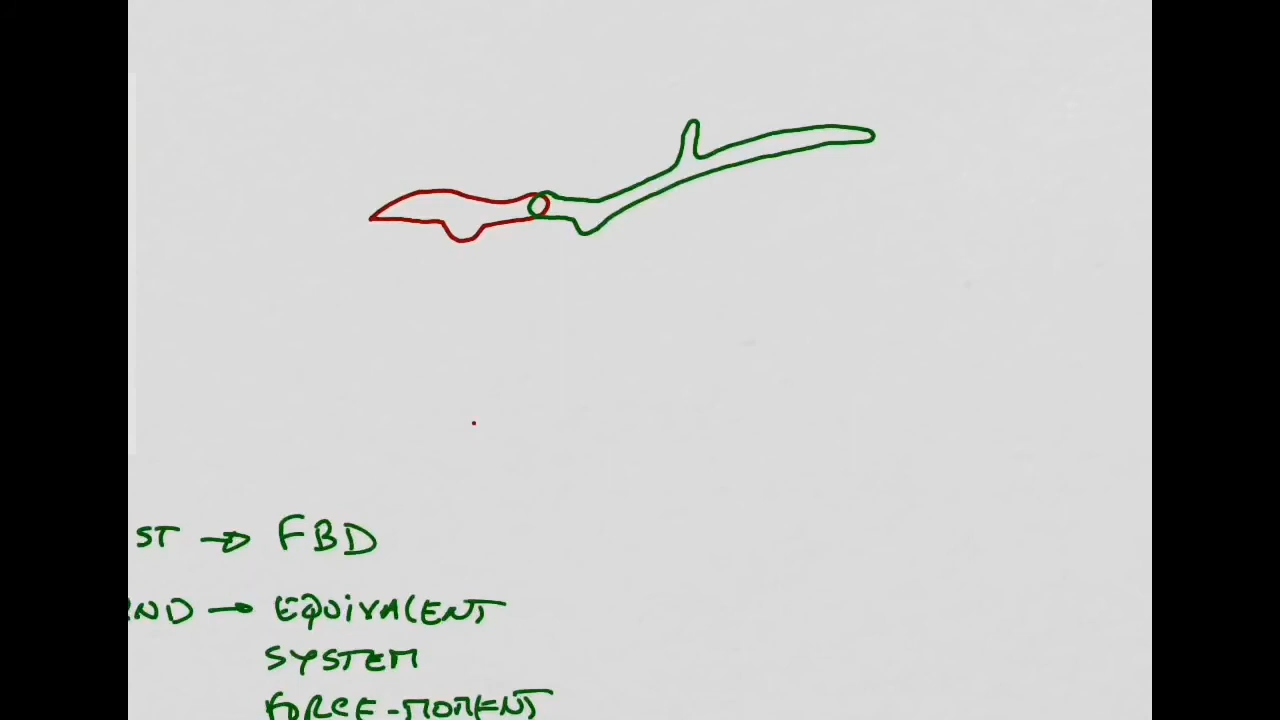 ST → FBD
ND → EQUIVALENT
SYSTEM
FORCE-MOMENT